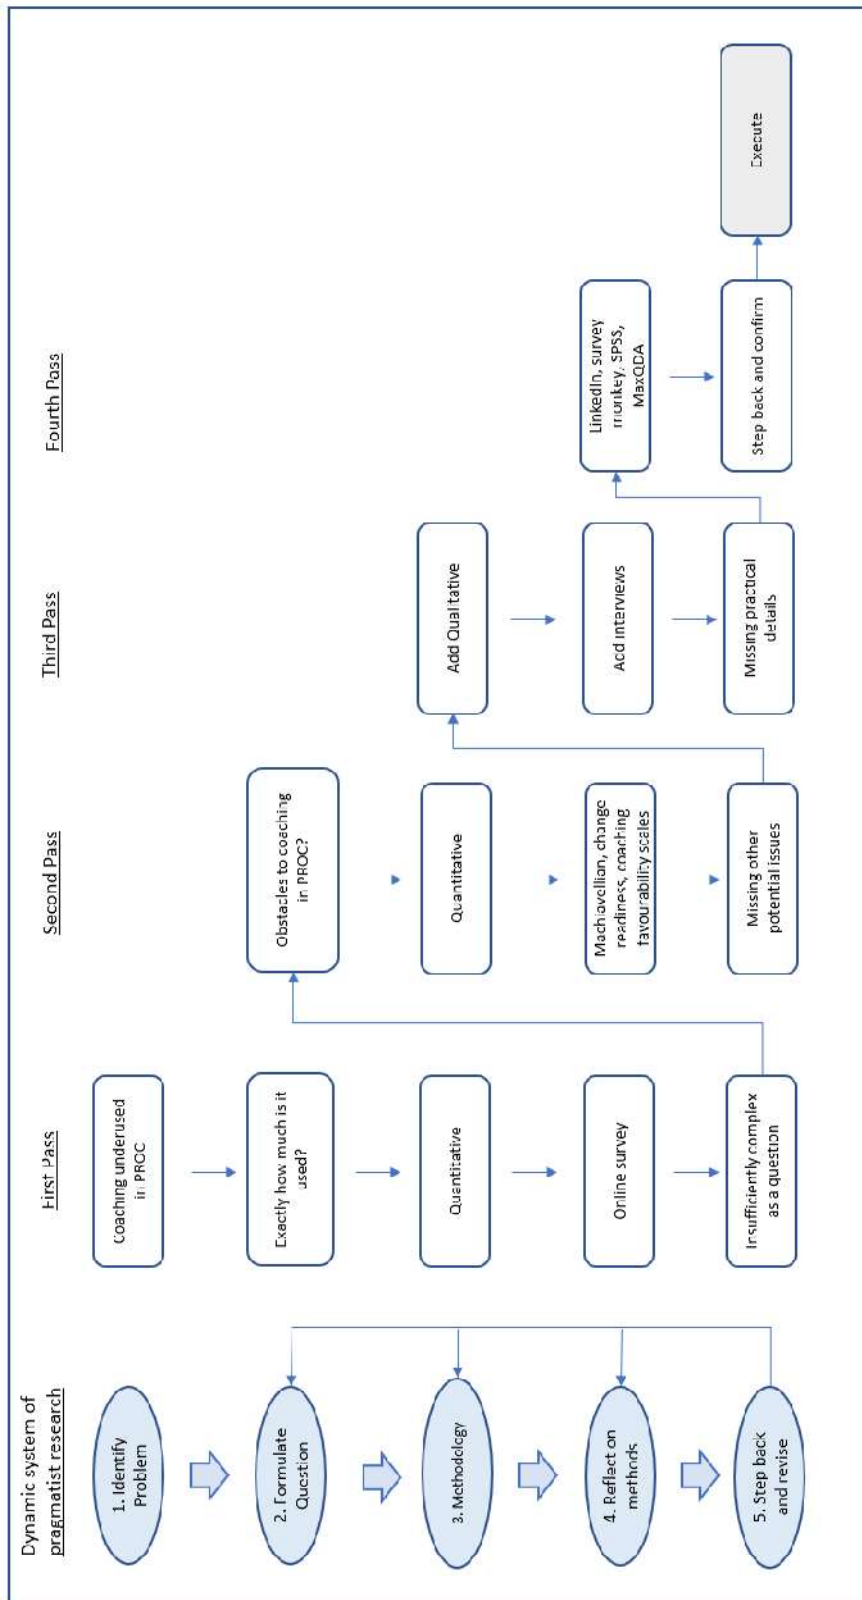 Dynamic system of
pragmatist research
1. Identify
Problem
2. Formulate
Question
3. Methodology
4. Reflect on
methods
5. Step back
and revise
First Pass
Coaching underused
in PROC
Exactly how much is it
used?
Quantitative
Online survey
Insufficiently complex
as a question
Second Pass
Obstacles to coaching
in PROC?
Quantitative
Machiavellian, change
readiness, coaching
favourability scales
Missing other
potential issues
Third Pass
Add Qualitative
Add interviews
Missing practical
details
Fourth Pass
LinkedIn, survey
monkey, SPSS,
MaxQDA
Step back and confirm
Execute